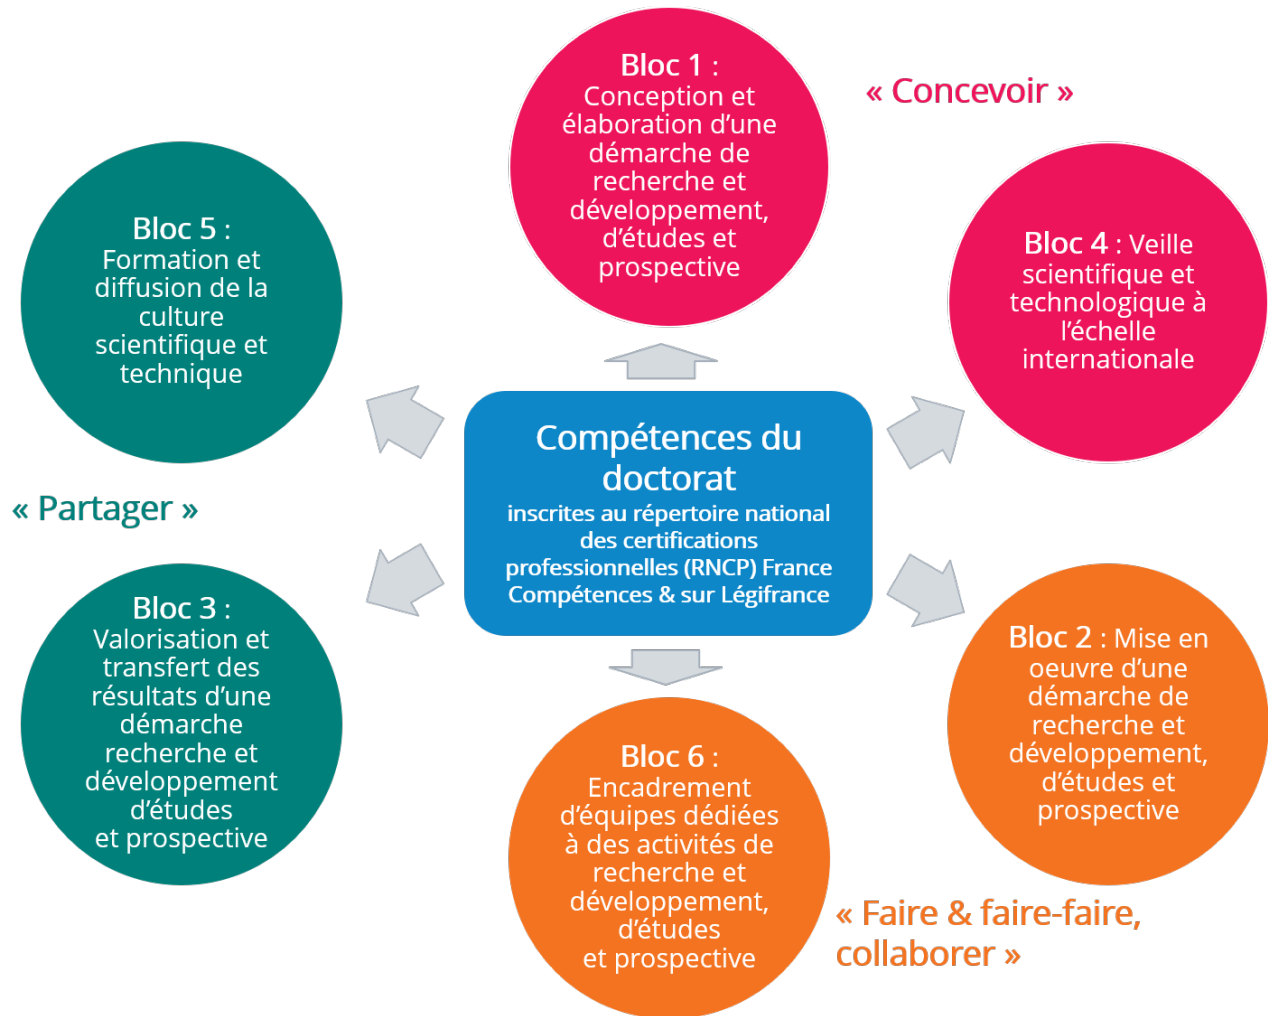 Bloc 1 :
Conception et
élaboration d’une
démarche de
recherche et
développement,
d’études et
prospective
« Concevoir »
Bloc 4 : Veille
scientifique et
technologique à
l’échelle
internationale
Bloc 5 :
Formation et
diffusion de la
culture
scientifique et
technique
Compétences du
doctorat
inscrites au répertoire national
des certifications
professionnelles (RNCP) France
Compétences & sur Légifrance
« Partager »
Bloc 3 :
Valorisation et
transfert des
résultats d’une
démarche
recherche et
développement
d’études
et prospective
Bloc 2 : Mise en
oeuvre d’une
démarche de
recherche et
développement,
d’études et
prospective
Bloc 6 :
Encadrement
d’équipes dédiées
à des activités de
recherche et
développement,
d’études
et prospective
« Faire & faire-faire,
collaborer »